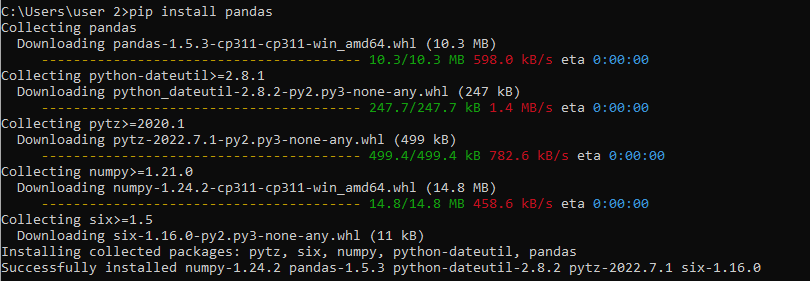 C:\Users\user 2>pip install pandas
Collecting pandas
  Downloading pandas-1.5.3-cp311-cp311-win_amd64.whl (10.3 MB)
     ---------------------------------------- 10.3/10.3 MB 598.0 kB/s eta 0:00:00
Collecting python-dateutil>=2.8.1
  Downloading python_dateutil-2.8.2-py2.py3-none-any.whl (247 kB)
     ---------------------------------------- 247.7/247.7 kB 1.4 MB/s eta 0:00:00
Collecting pytz>=2020.1
  Downloading pytz-2022.7.1-py2.py3-none-any.whl (499 kB)
     ---------------------------------------- 499.4/499.4 kB 782.6 kB/s eta 0:00:00
Collecting numpy>=1.21.0
  Downloading numpy-1.24.2-cp311-cp311-win_amd64.whl (14.8 MB)
     ---------------------------------------- 14.8/14.8 MB 458.6 kB/s eta 0:00:00
Collecting six>=1.5
  Downloading six-1.16.0-py2.py3-none-any.whl (11 kB)
Installing collected packages: pytz, six, numpy, python-dateutil, pandas
Successfully installed numpy-1.24.2 pandas-1.5.3 python-dateutil-2.8.2 pytz-2022.7.1 six-1.16.0